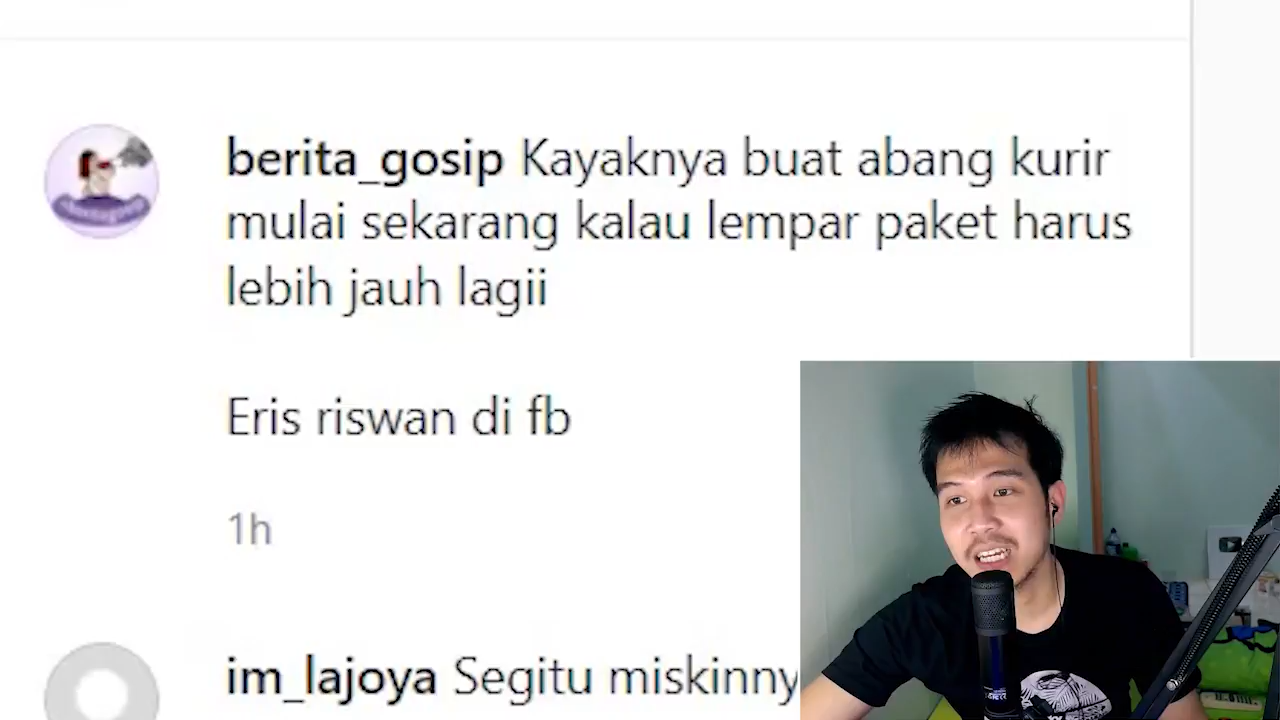 berita_gosip Kayaknya buat abang kurir
mulai sekarang kalau lempar paket harus
lebih jauh lagii
Eris riswan di fb
1h
im_lajoya Segitu miskinny